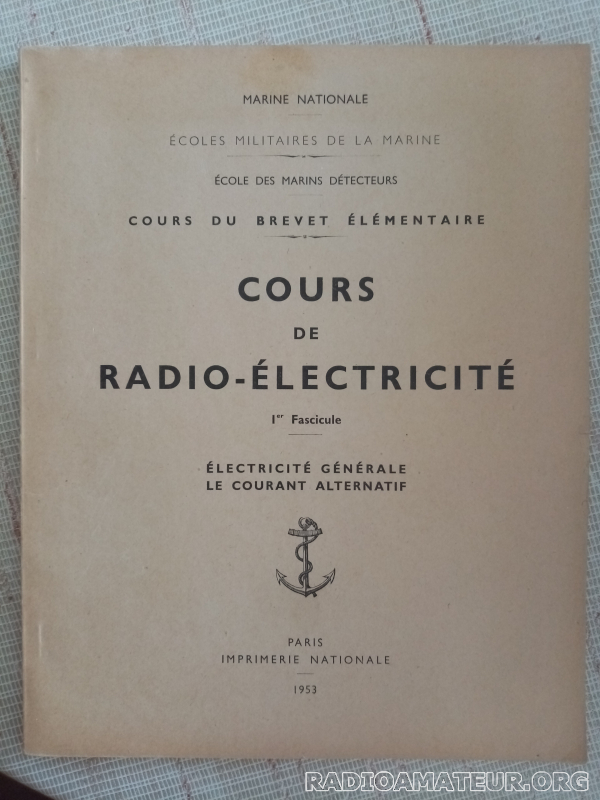 MARINE NATIONALE
ÉCOLES MILITAIRES DE LA MARINE
ÉCOLE DES MARINS DÉTECTEURS
COURS DU BREVET ÉLÉMENTAIRE
COURS
DE
RADIO-ÉLECTRICITÉ
1er Fascicule
ÉLECTRICITÉ GÉNÉRALE
LE COURANT ALTERNATIF
PARIS
IMPRIMERIE NATIONALE
1953
RADIOAMATEUR.ORG